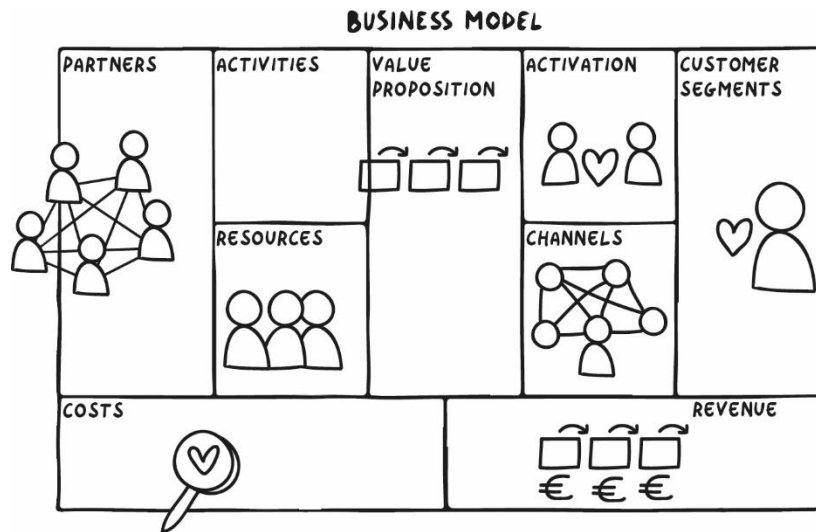 BUSINESS MODEL
PARTNERS
ACTIVITIES
VALUE
PROPOSITION
ACTIVATION
CUSTOMER
SEGMENTS
RESOURCES
CHANNELS
COSTS
REVENUE
€ € €